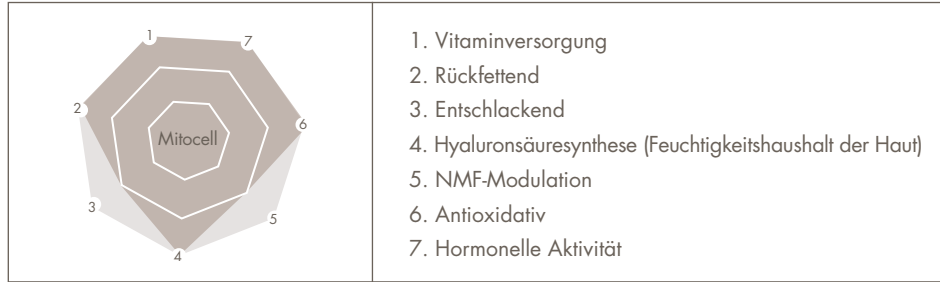 1
7
2
6
Mitocell
3
5
4
1. Vitaminversorgung
2. Rückfettend
3. Entschlackend
4. Hyaluronsäuresynthese (Feuchtigkeitshaushalt der Haut)
5. NMF-Modulation
6. Antioxidativ
7. Hormonelle Aktivität